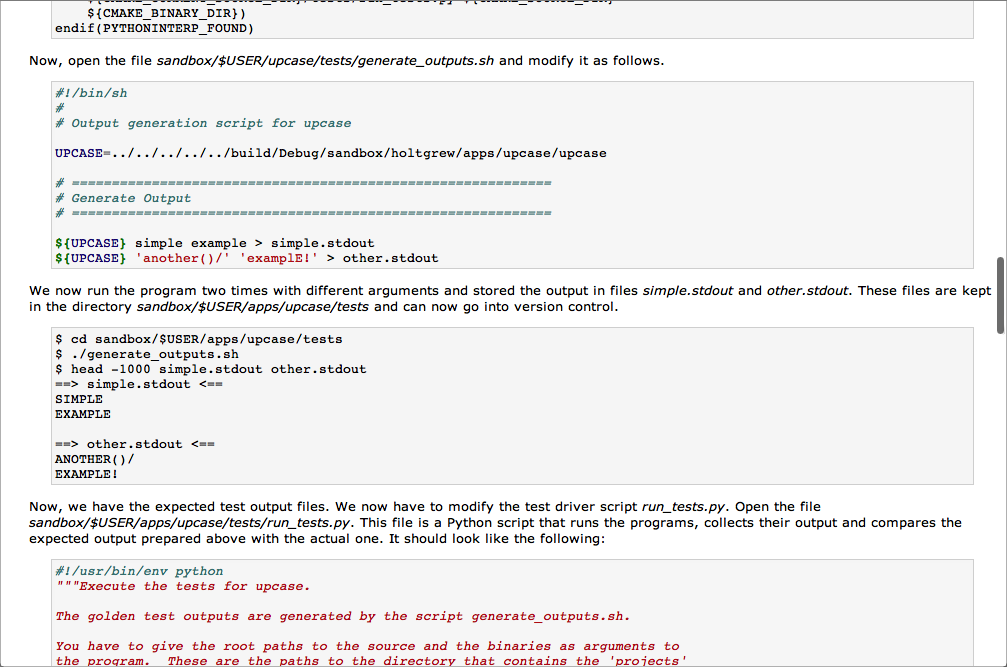 ${CMAKE_BINARY_DIR})
endif(PYTHONINTERP_FOUND)
Now, open the file sandbox/$USER/upcase/tests/generate_outputs.sh and modify it as follows.
#!/bin/sh
#
# Output generation script for upcase
UPCASE=../../../../../build/Debug/sandbox/holtgrew/apps/upcase/upcase
# ============================================================
# Generate Output
# ============================================================
${UPCASE} simple example > simple.stdout
${UPCASE} 'another()/' 'examplE!' > other.stdout
We now run the program two times with different arguments and stored the output in files simple.stdout and other.stdout. These files are kept
in the directory sandbox/$USER/apps/upcase/tests and can now go into version control.
$ cd sandbox/$USER/apps/upcase/tests
$ ./generate_outputs.sh
$ head -1000 simple.stdout other.stdout
==> simple.stdout <==
SIMPLE
EXAMPLE
==> other.stdout <==
ANOTHER()/
EXAMPLE!
Now, we have the expected test output files. We now have to modify the test driver script run_tests.py. Open the file
sandbox/$USER/apps/upcase/tests/run_tests.py. This file is a Python script that runs the programs, collects their output and compares the
expected output prepared above with the actual one. It should look like the following:
#!/usr/bin/env python
"""Execute the tests for upcase.
The golden test outputs are generated by the script generate_outputs.sh.
You have to give the root paths to the source and the binaries as arguments to
the program.  These are the paths to the directory that contains the 'projects'